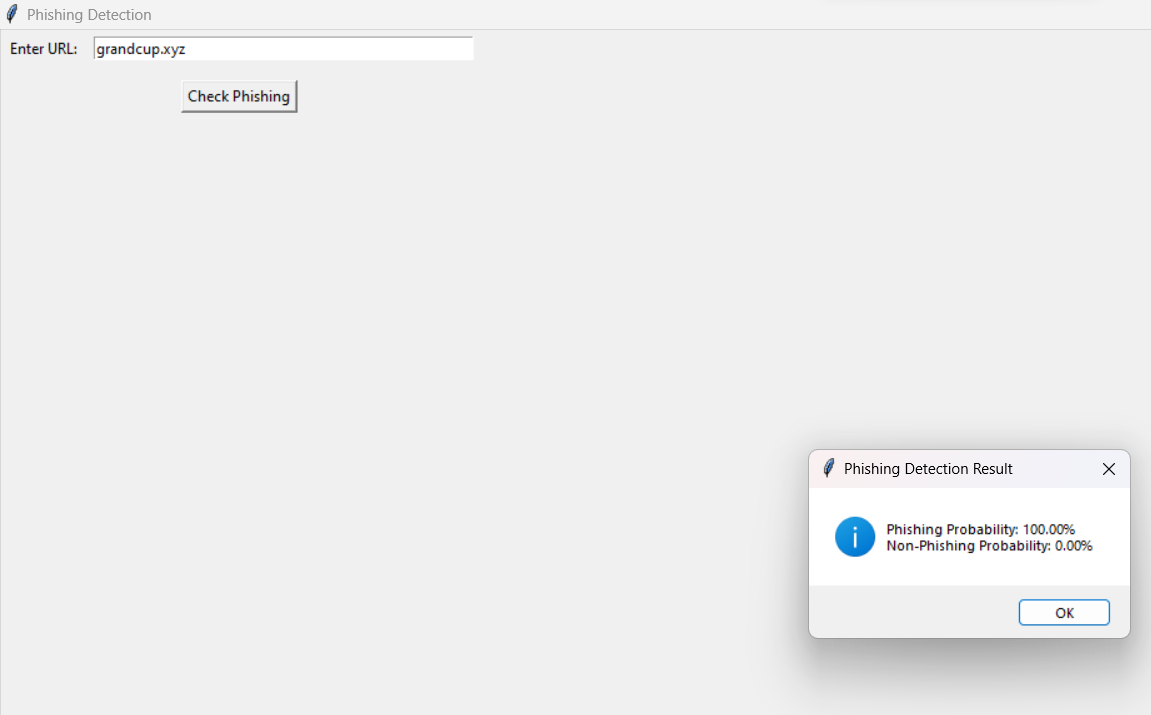 Phishing Detection
Enter URL: grandcup.xyz
Check Phishing
Phishing Detection Result
Phishing Probability: 100.00%
Non-Phishing Probability: 0.00%
OK